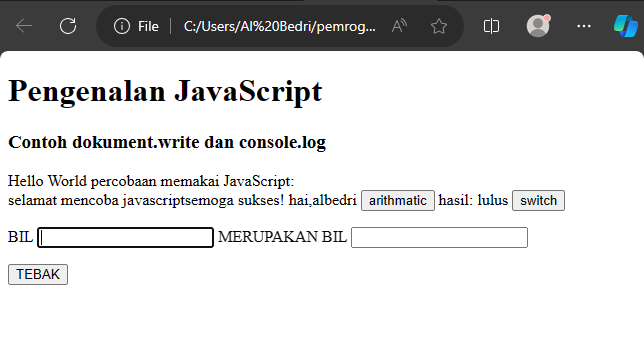 File C:/Users/Al%20Bedri/pemrog...
Pengenalan JavaScript
Contoh dokument.write dan console.log
Hello World percobaan memakai JavaScript:
selamat mencoba javascriptsemoga sukses! hai,albedri arithmatic hasil: lulus switch
BIL MERUPAKAN BIL
TEBAK